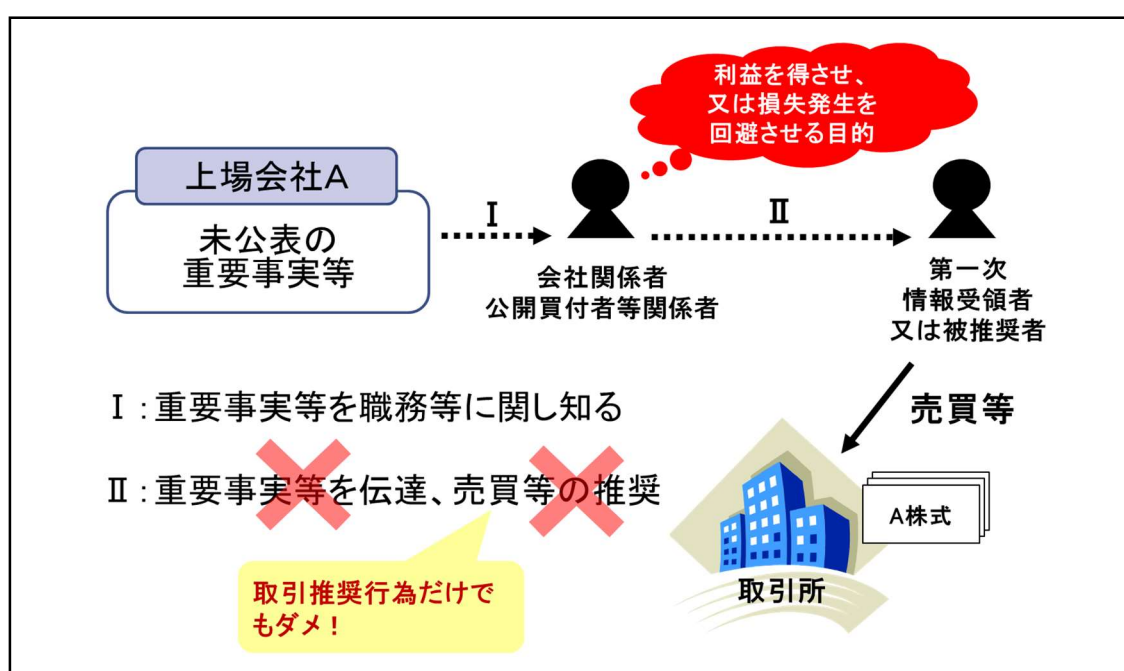 利益を得させ、
又は損失発生を
回避させる目的
上場会社A
未公表の
重要事実等
Ⅰ
Ⅱ
会社関係者
公開買付者等関係者
第一次
情報受領者
又は被推奨者
Ⅰ:重要事実等を職務等に関し知る
売買等
Ⅱ:重要事実等を伝達、売買等の推奨
A株式
取引所
取引推奨行為だけで
もダメ!